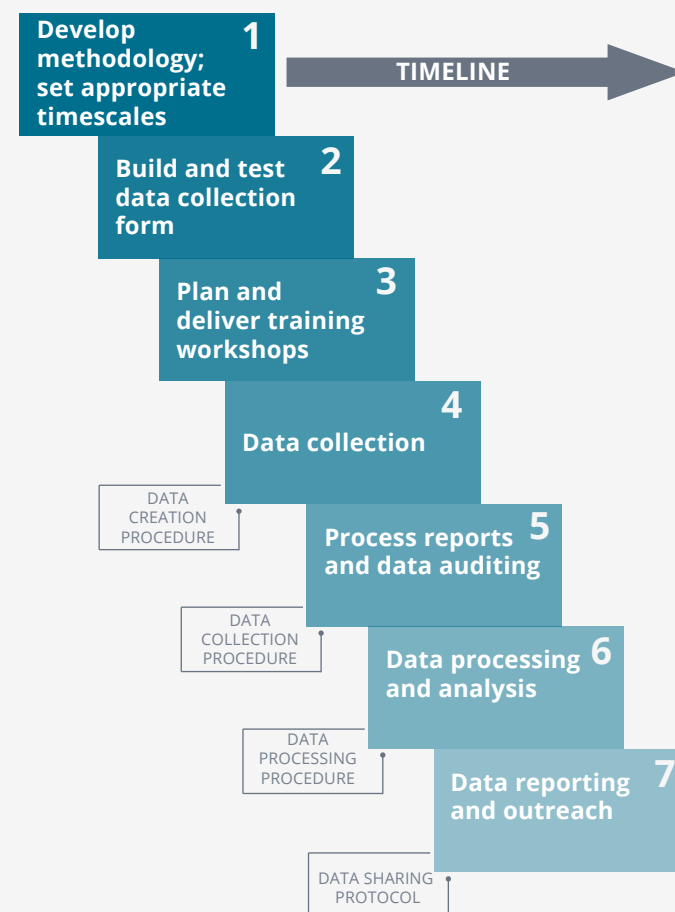 Develop
methodology;
set appropriate
timescales
1
TIMELINE
Build and test
data collection
form
2
Plan and
deliver training
workshops
3
Data collection
4
DATA
CREATION
PROCEDURE
Process reports
and data auditing
5
DATA
COLLECTION
PROCEDURE
Data processing
and analysis
6
DATA
PROCESSING
PROCEDURE
Data reporting
and outreach
7
DATA SHARING
PROTOCOL